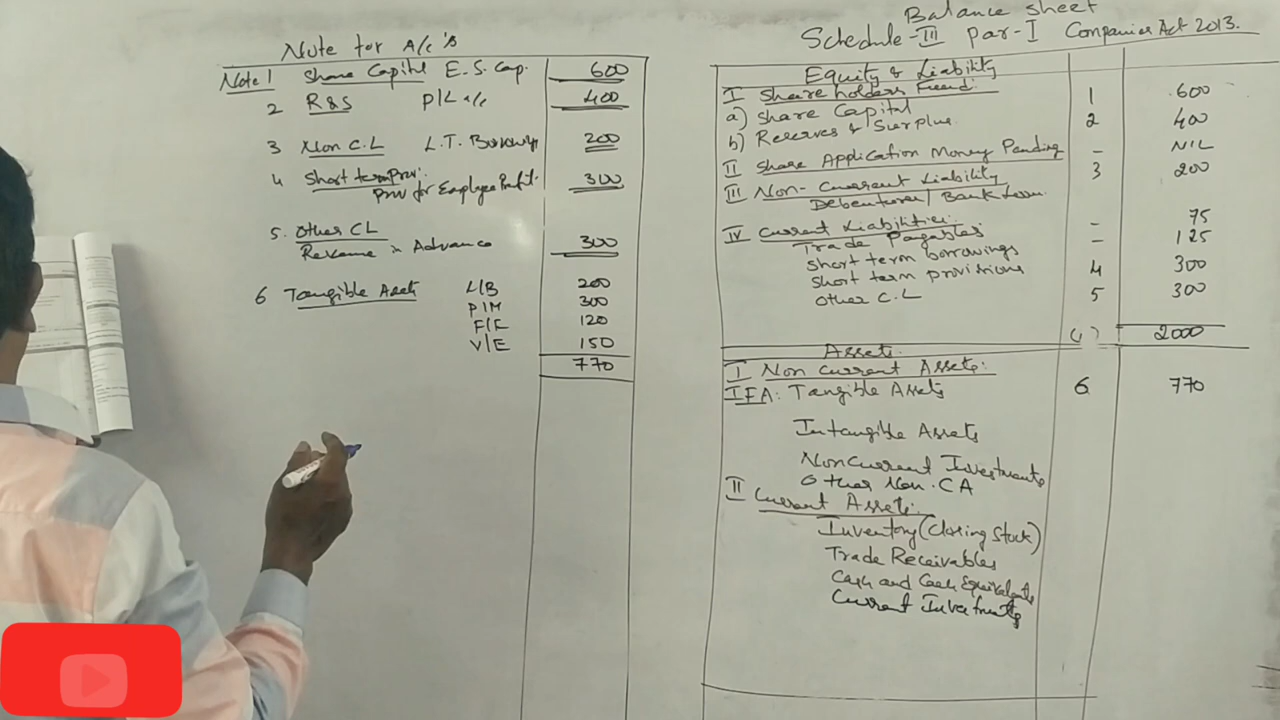 Balance sheet
Schedule-III par-I Companies Act 2013.
Note for A/c's
Note 1 Share Capital E.S. Cap. 600
2 R&S P/L a/c 400
3 Non C.L L.T. 200
4 Short term Prov: 300
Prov for Employee
5. Other CL
in Advance 300
6 Tangible Asset L/B 200
P/M 300
F/F 120
V/E 150
770
Equity & Liability
I Share holders Fund:
a) Share Capital 1 600
b) Reserves & Surplus 2 400
II Share Application Money Pending - NIL
III Non-Current Liability 3 200
Debenture / Bank loan
IV Current Liabilities:
Trade Payables - 75
Short term borrowings - 125
Short term provisions 4 300
Other C.L 5 300
2000
Assets
I Non Current Assets:
I FA: Tangible Assets 6 770
Intangible Assets
Noncurrent Investments
Other Non. CA
II Current Assets:
Inventory (Closing Stock)
Trade Receivables
Cash and Cash Equivalents
Current Investments